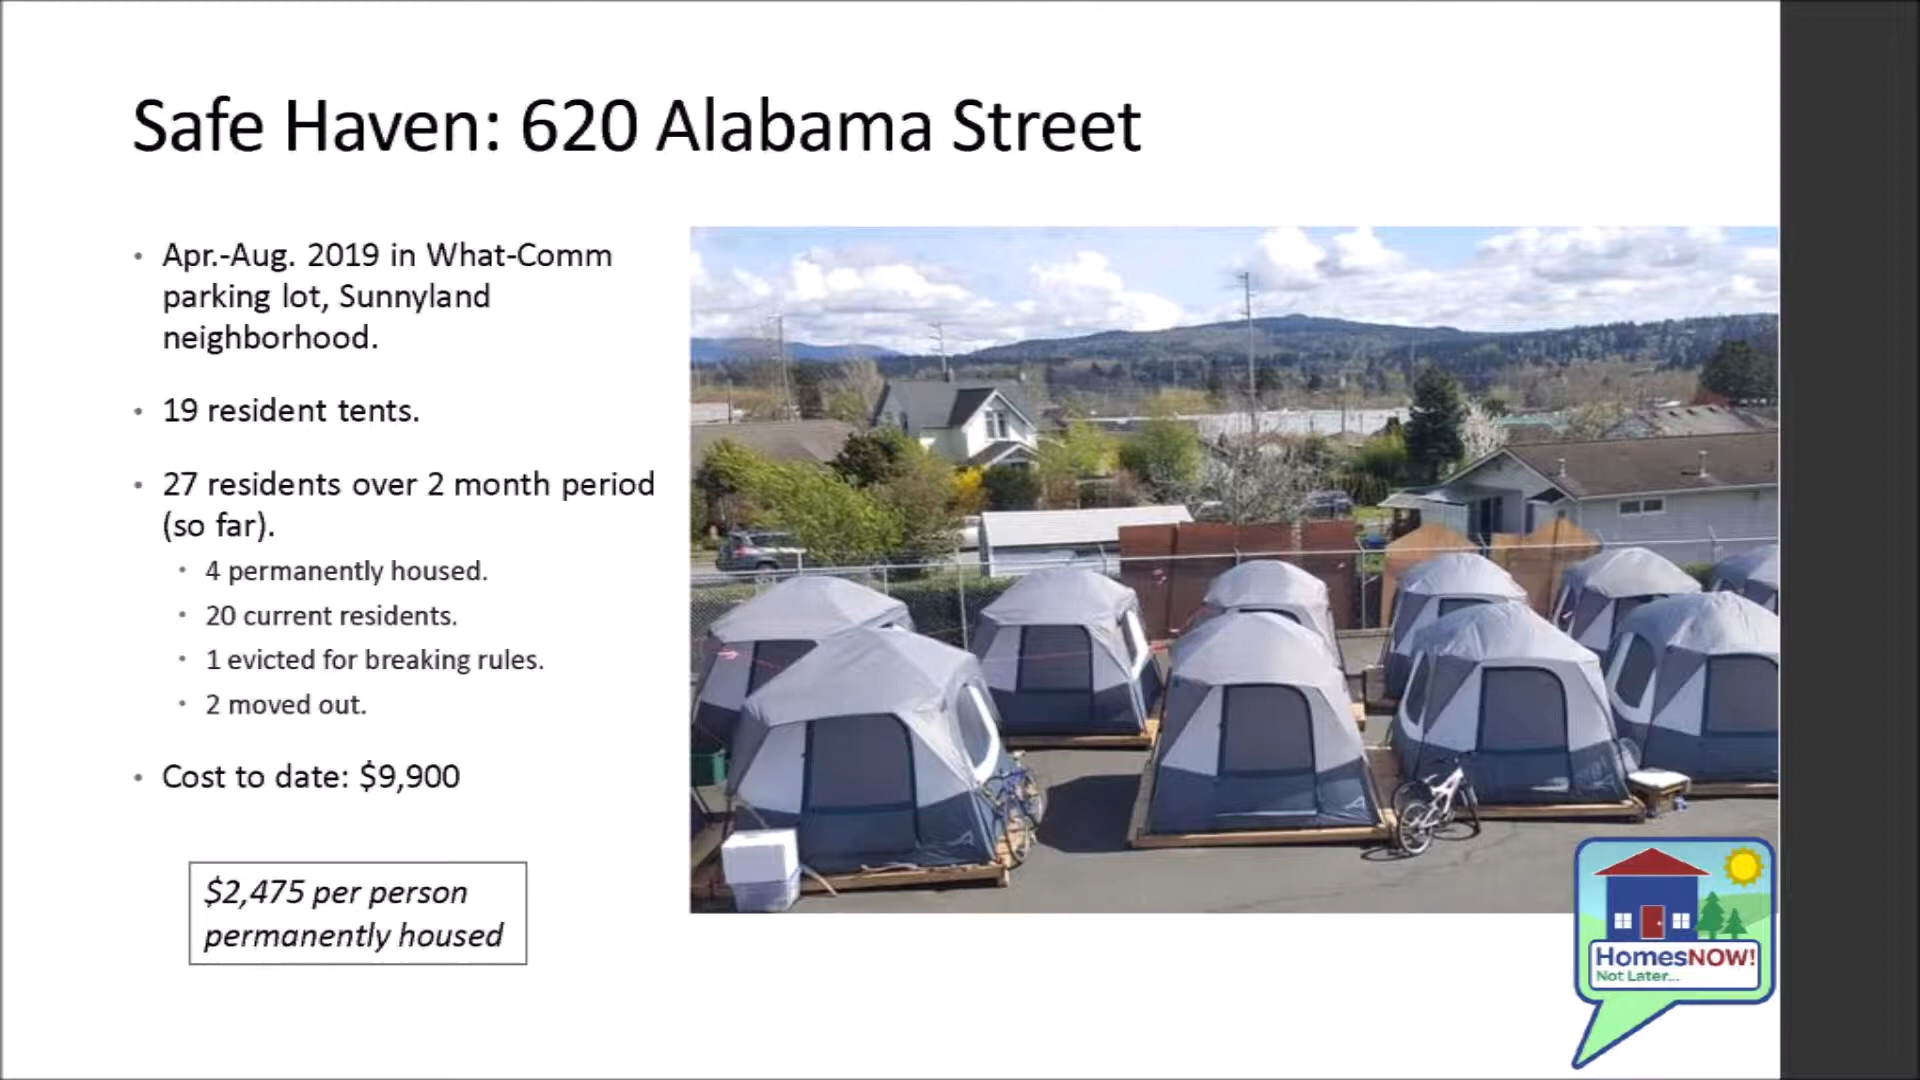 Safe Haven: 620 Alabama Street
• Apr.-Aug. 2019 in What-Comm
parking lot, Sunnyland
neighborhood.
• 19 resident tents.
• 27 residents over 2 month period
(so far).
• 4 permanently housed.
• 20 current residents.
• 1 evicted for breaking rules.
• 2 moved out.
• Cost to date: $9,900
$2,475 per person
permanently housed
HomesNOW!
Not Later...